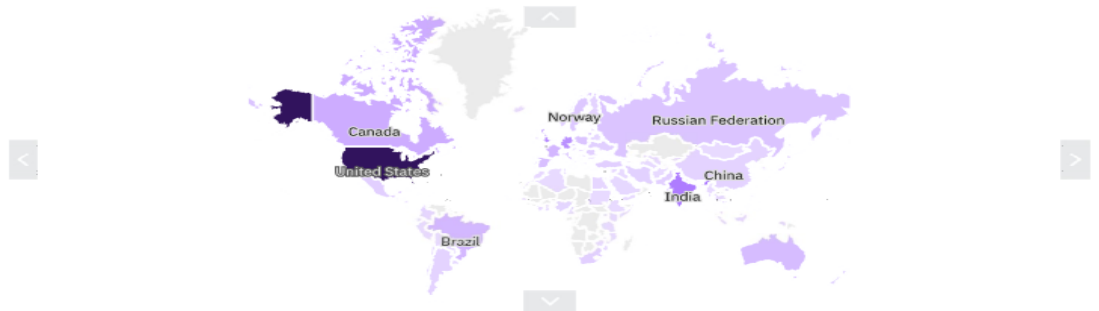 Norway
Russian Federation
Canada
United States
China
India
Brazil